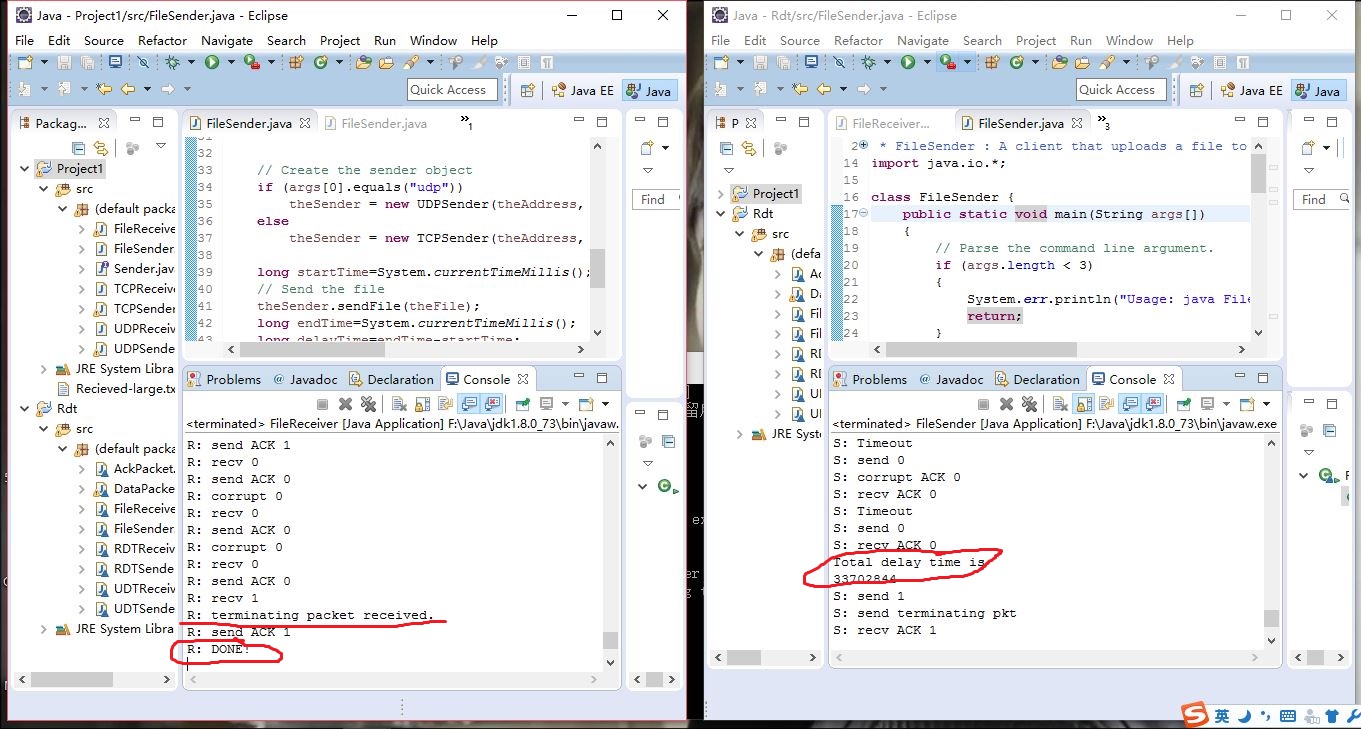 Java - Project1/src/FileSender.java - Eclipse
File Edit Source Refactor Navigate Search Project Run Window Help
Quick Access
Java EE
Java
Packag...
Project1
src
(default packa
FileReceive
FileSender.
Sender.jav
TCPReceiv
TCPSender
UDPReceiv
UDPSende
JRE System Libra
Recieved-large.tx
Rdt
src
(default packa
AckPacket.
DataPacke
FileReceive
FileSender
RDTReceiv
RDTSende
UDTReceiv
UDTSende
JRE System Libra
FileSender.java
FileSender.java
1
31
32
33 // Create the sender object
34 if (args[0].equals("udp"))
35 theSender = new UDPSender(theAddress,
36 else
37 theSender = new TCPSender(theAddress,
38
39 long startTime=System.currentTimeMillis();
40 // Send the file
41 theSender.sendFile(theFile);
42 long endTime=System.currentTimeMillis();
43 long delayTime=endTime-startTime;
Find
Problems @ Javadoc Declaration Console
<terminated> FileReceiver [Java Application] F:\Java\jdk1.8.0_73\bin\javaw.
R: send ACK 1
R: recv 0
R: send ACK 0
R: corrupt 0
R: recv 0
R: send ACK 0
R: corrupt 0
R: recv 0
R: send ACK 0
R: recv 1
R: terminating packet received.
R: send ACK 1
R: DONE!
Java - Rdt/src/FileSender.java - Eclipse
File Edit Source Refactor Navigate Search Project Run Window Help
Quick Access
Java EE
Java
P
Project1
Rdt
src
(defa
Ac
Da
Fil
Fil
RI
RI
UI
UI
JRE Syste
FileReceiver...
FileSender.java
3
2 * FileSender : A client that uploads a file to
14 import java.io.*;
15
16 class FileSender {
17 public static void main(String args[])
18 {
19 // Parse the command line argument.
20 if (args.length < 3)
21 {
22 System.err.println("Usage: java File
23 return;
24 }
Find
Problems @ Javadoc Declaration Console
<terminated> FileSender [Java Application] F:\Java\jdk1.8.0_73\bin\javaw.exe
S: Timeout
S: send 0
S: corrupt ACK 0
S: recv ACK 0
S: Timeout
S: send 0
S: recv ACK 0
Total delay time is
33702844
S: send 1
S: send terminating pkt
S: recv ACK 1
英